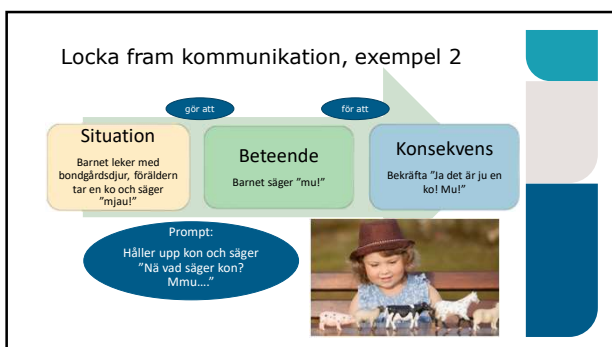 Locka fram kommunikation, exempel 2
gör att
för att
Situation
Barnet leker med
bondgårdsdjur, föräldern
tar en ko och säger
”mjau!”
Beteende
Barnet säger ”mu!”
Konsekvens
Bekräfta ”Ja det är ju en
ko! Mu!”
Prompt:
Håller upp kon och säger
”Nä vad säger kon?
Mmu….”